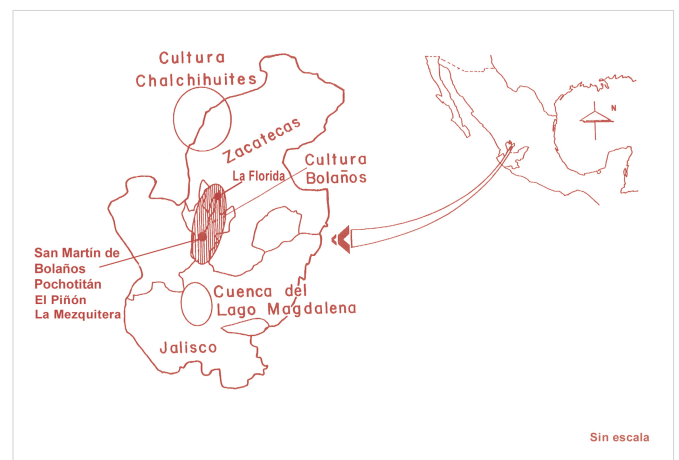 Cultura
Chalchihuites
Zacatecas
Cultura
Bolaños
La Florida
San Martín de
Bolaños
Pochotitán
El Piñón
La Mezquitera
Cuenca del
Lago Magdalena
Jalisco
N
Sin escala